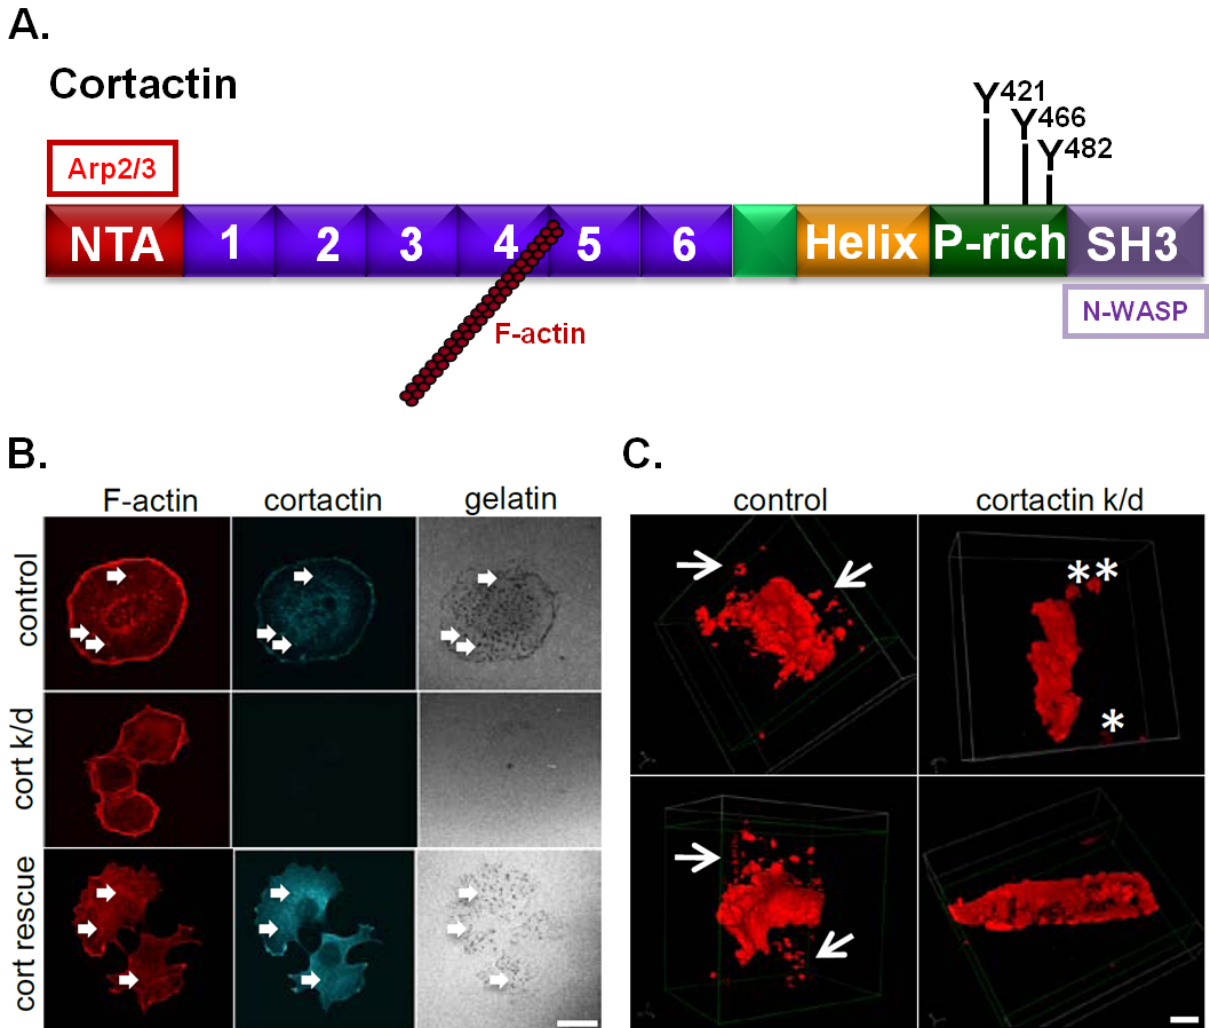 A.
Cortactin
Y421
Y466
Y482
Arp2/3
NTA 1 2 3 4 5 6 Helix P-rich SH3
F-actin
N-WASP
B.
F-actin cortactin gelatin
control
cort k/d
cort rescue
C.
control cortactin k/d
* *
*